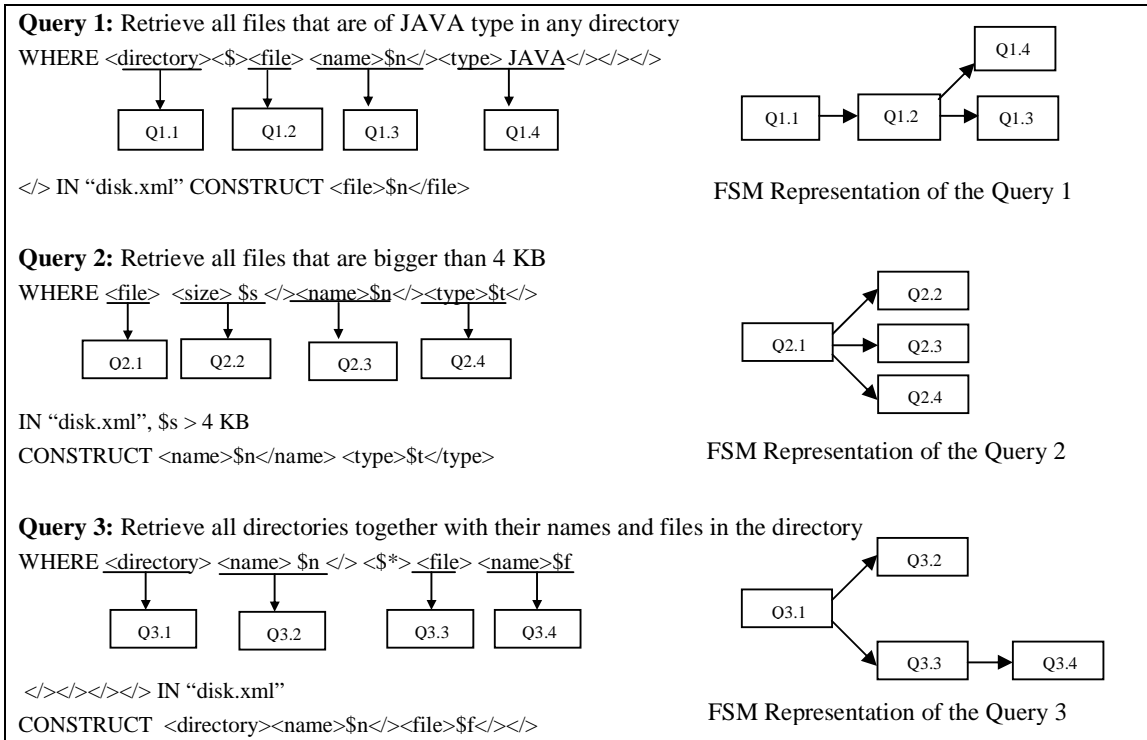 Query 1: Retrieve all files that are of JAVA type in any directory
WHERE <directory><$><file> <name>$n</><type> JAVA</></></>
Q1.1 Q1.2 Q1.3 Q1.4
</> IN “disk.xml” CONSTRUCT <file>$n</file>
Q1.4
Q1.1 Q1.2 Q1.3
FSM Representation of the Query 1
Query 2: Retrieve all files that are bigger than 4 KB
WHERE <file> <size> $s </><name>$n</><type>$t</>
Q2.1 Q2.2 Q2.3 Q2.4
IN “disk.xml”, $s > 4 KB
CONSTRUCT <name>$n</name> <type>$t</type>
Q2.2
Q2.1 Q2.3
Q2.4
FSM Representation of the Query 2
Query 3: Retrieve all directories together with their names and files in the directory
WHERE <directory> <name> $n </> <$*> <file> <name>$f
Q3.1 Q3.2 Q3.3 Q3.4
</></></></> IN “disk.xml”
CONSTRUCT <directory><name>$n</><file>$f</></>
Q3.2
Q3.1
Q3.3 Q3.4
FSM Representation of the Query 3